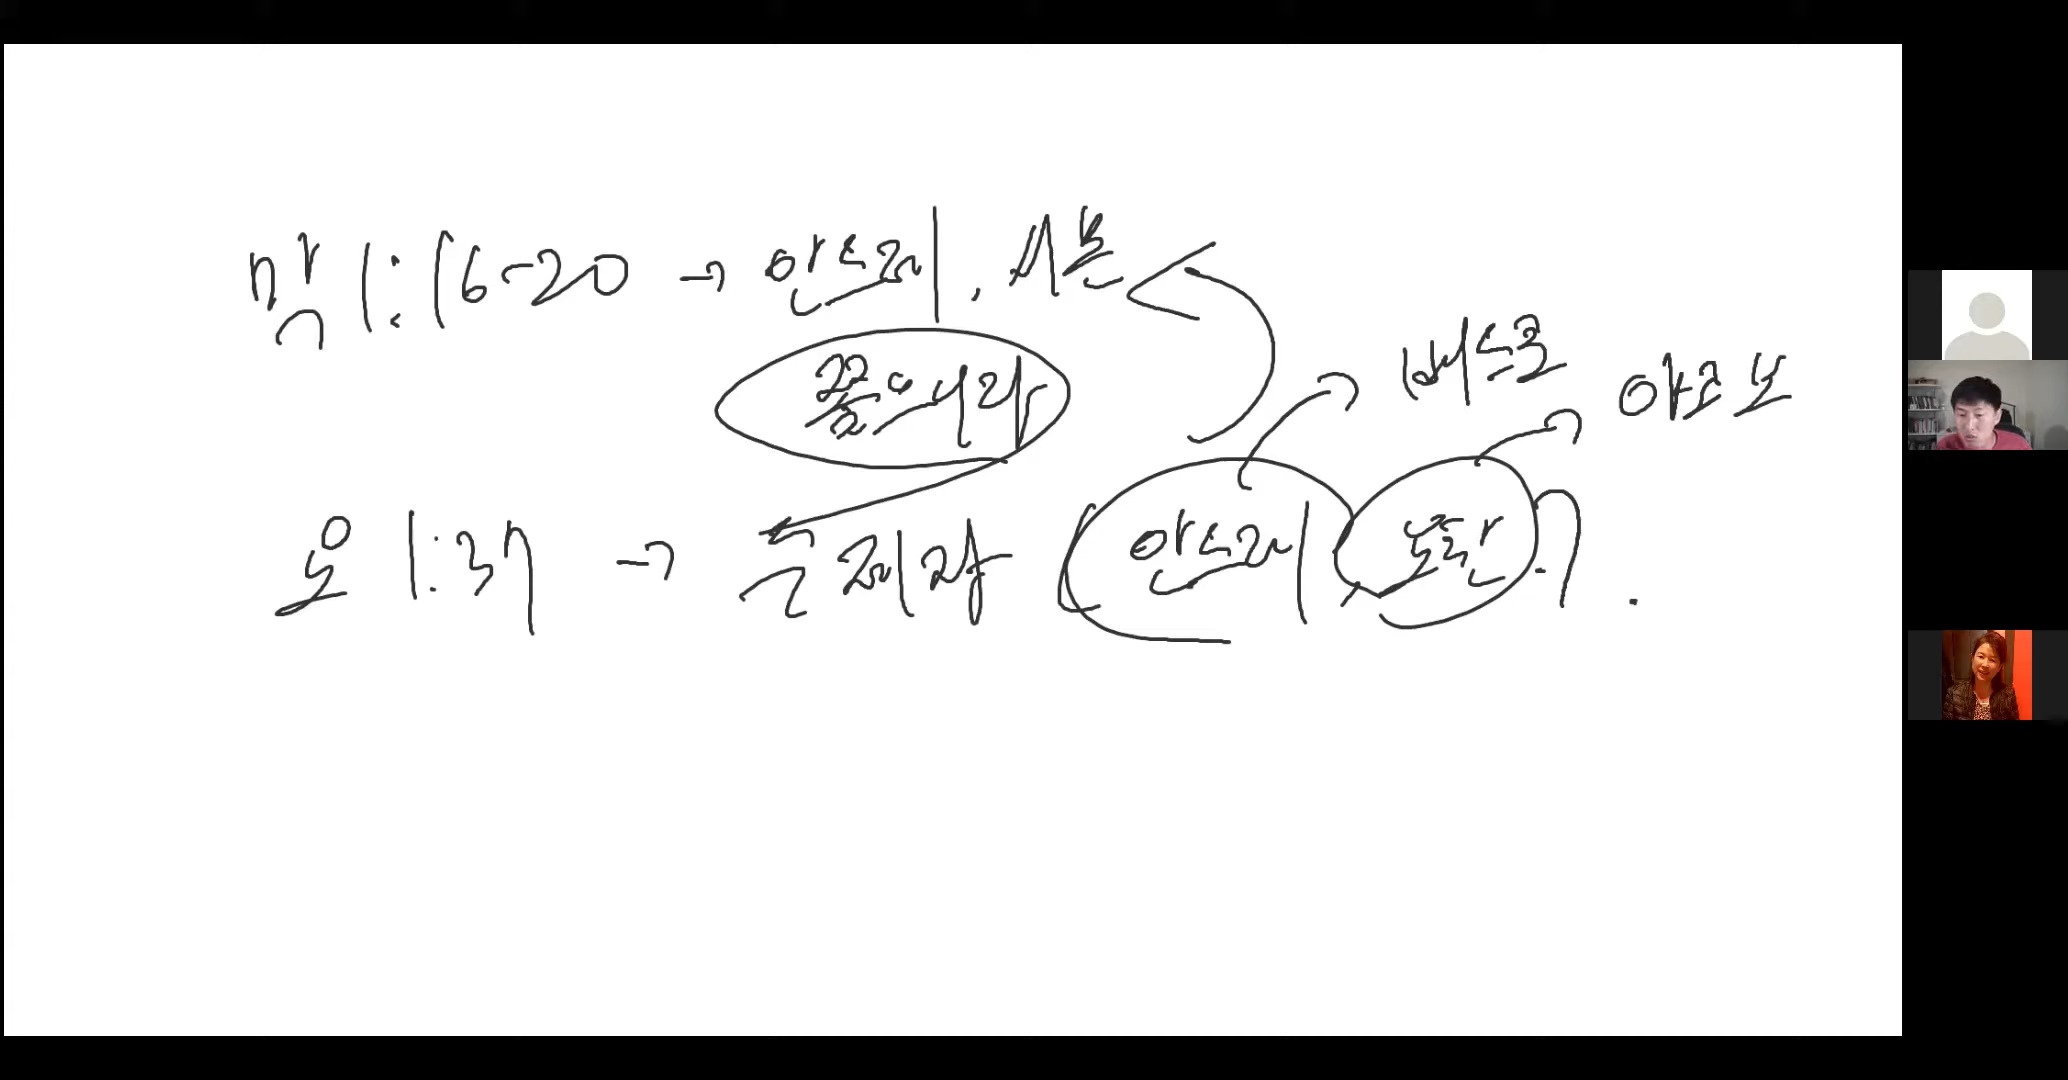 막 1:16-20 → 안드레, 시몬
쫓으니라
베드로
야고보
요 1:37 → 두 제자 (안드레, 요한?).